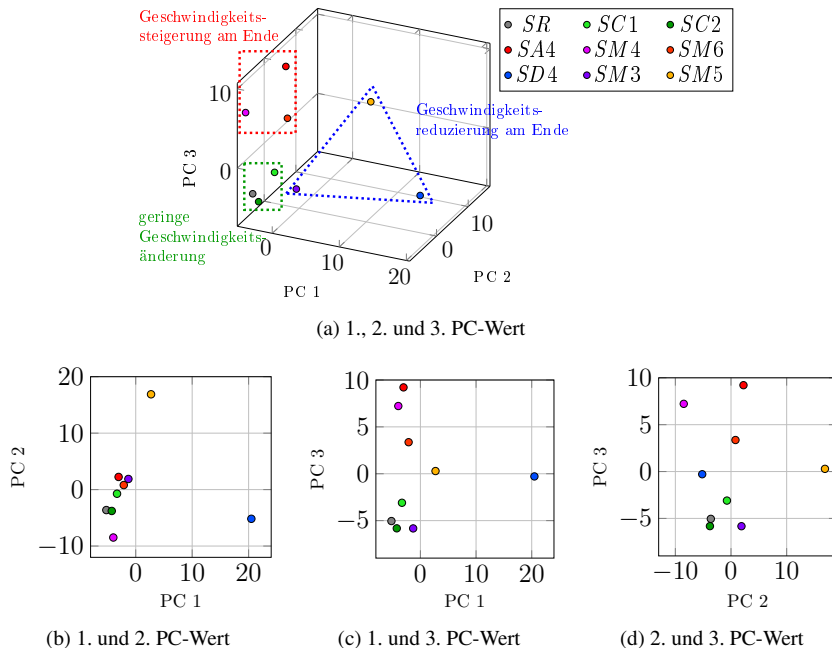 Geschwindigkeits-
steigerung am Ende
SR SC1 SC2
SA4 SM4 SM6
SD4 SM3 SM5
10
Geschwindigkeits-
reduzierung am Ende
PC 3
0
geringe
Geschwindigkeits-
änderung
0
10
20
PC 1
0
10
PC 2
(a) 1., 2. und 3. PC-Wert
20
10
0
−10
PC 2
0 10 20
PC 1
(b) 1. und 2. PC-Wert
10
5
0
−5
PC 3
0 10 20
PC 1
(c) 1. und 3. PC-Wert
10
5
0
−5
PC 3
−10 0 10
PC 2
(d) 2. und 3. PC-Wert